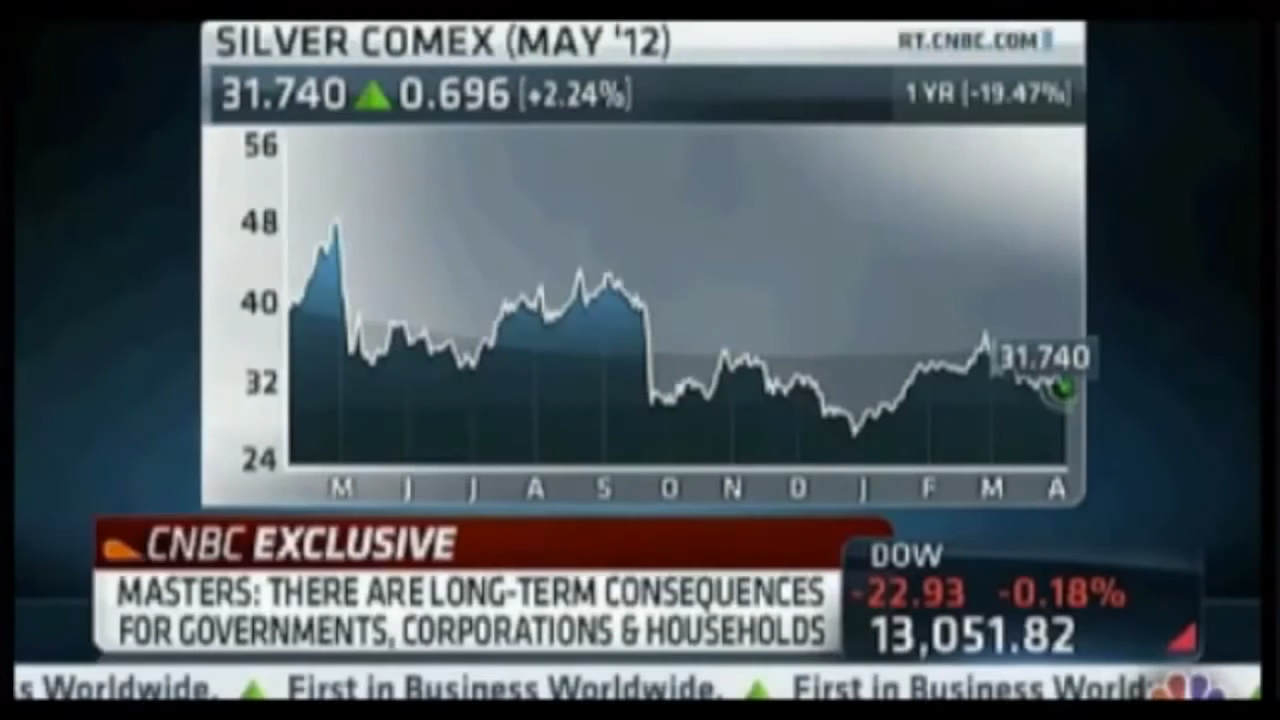 SILVER COMEX (MAY '12)
RT.CNBC.COM
31.740 ▲ 0.696 [+2.24%]
1 YR [-19.47%]
56
48
40
32
24
31.740
M J J A S O N D J F M A
CNBC EXCLUSIVE
MASTERS: THERE ARE LONG-TERM CONSEQUENCES
FOR GOVERNMENTS, CORPORATIONS & HOUSEHOLDS
DOW
-22.93 -0.18%
13,051.82
s Worldwide. ▲ First in Business Worldwide. ▲ First in Business World